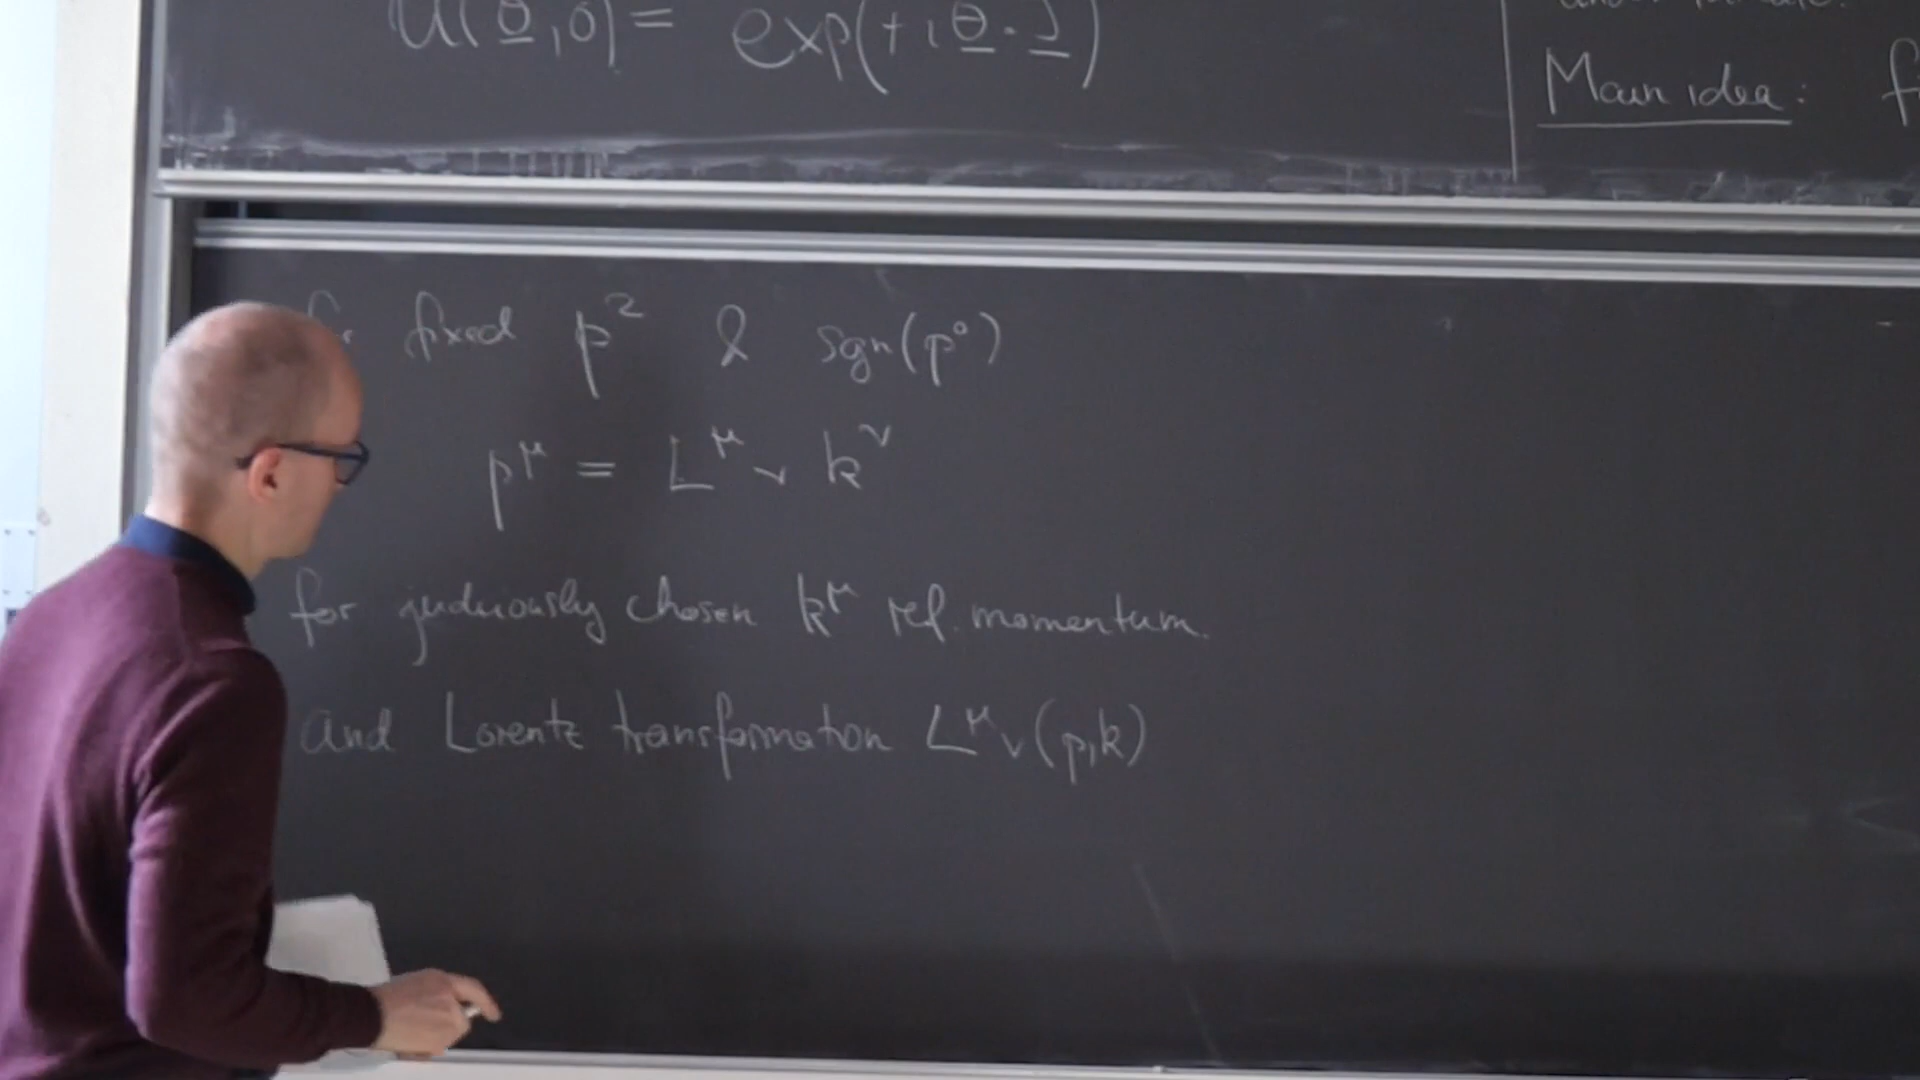 U(θ,0) = exp(+iθ·J)
Main idea:
fixed p² & sgn(p⁰)
p^μ = L^μ_ν k^ν
for judiciously chosen k^μ ref. momentum.
and Lorentz transformation L^μ_ν(p,k)